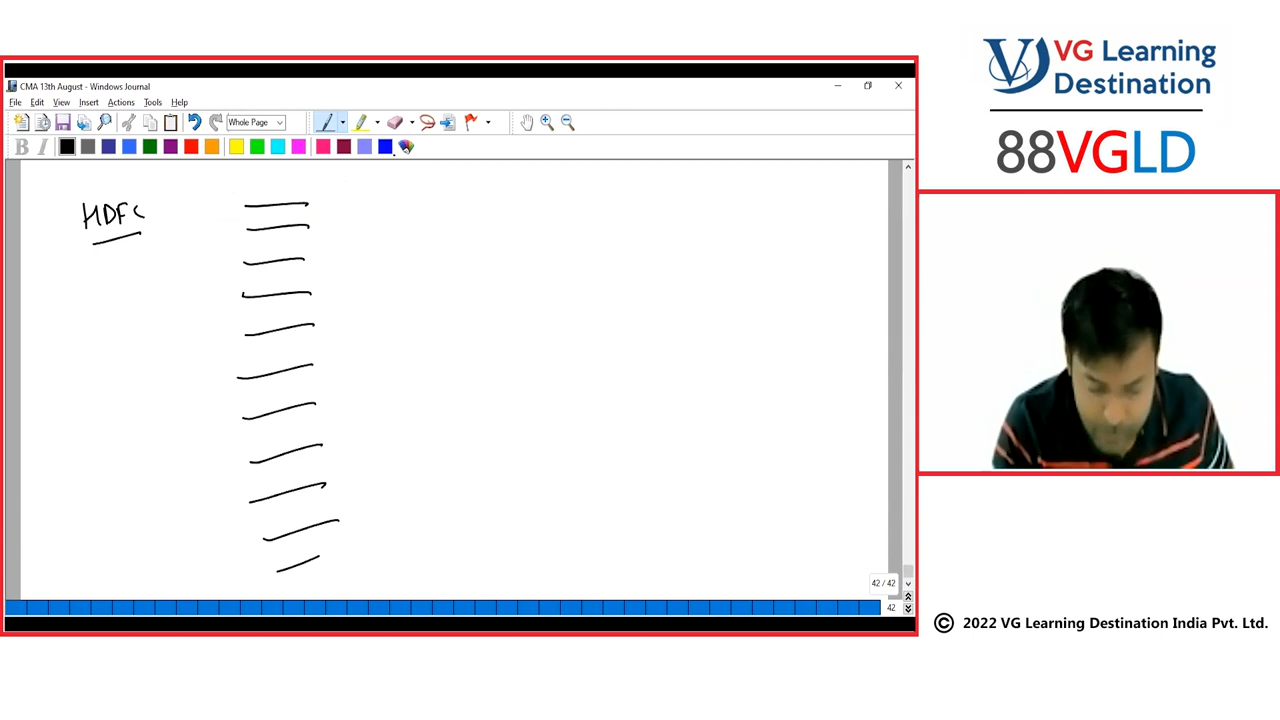 CMA 13th August - Windows Journal
File Edit View Insert Actions Tools Help
Whole Page
B I
HDFC
42 / 42
42
VG Learning
Destination
88VGLD
© 2022 VG Learning Destination India Pvt. Ltd.